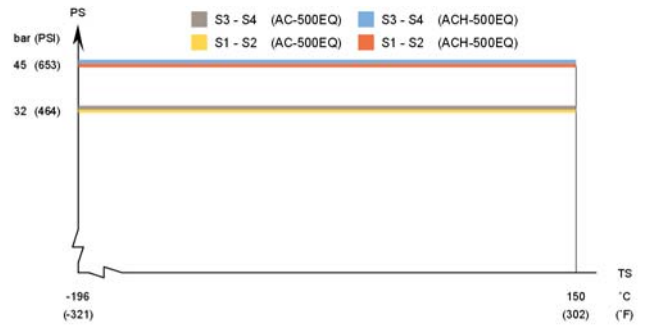 PS
S3 - S4 (AC-500EQ) S3 - S4 (ACH-500EQ)
bar (PSI) S1 - S2 (AC-500EQ) S1 - S2 (ACH-500EQ)
45 (653)
32 (464)
TS
-196 150 °C
(-321) (302) (°F)